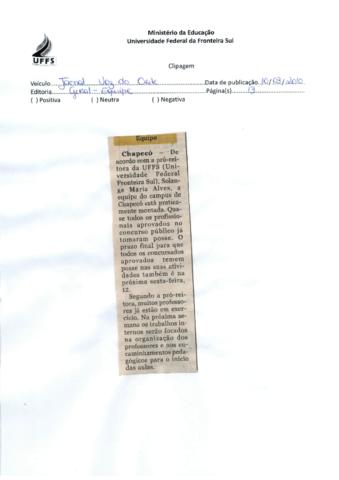 Ministério da Educação
Universidade Federal da Fronteira Sul
UFFS
Clipagem
Veículo Jornal Voz do Oeste Data de publicação 10/03/2010
Editoria Geral - Equipe Página(s) 13
( ) Positiva ( ) Neutra ( ) Negativa
Equipe
Chapecó – De
acordo com a pró-rei-
tora da UFFS (Uni-
versidade Federal
Fronteira Sul), Solan-
ge Maria Alves, a
equipe do campus de
Chapecó está pratica-
mente montada. Qua-
se todos os profissio-
nais aprovados no
concurso público já
tomaram posse. O
prazo final para que
todos os concursados
aprovados tomem
posse nas suas ativi-
dades também é na
próxima sexta-feira,
12.
Segundo a pró-rei-
tora, muitos professo-
res já estão em exer-
cício. Na próxima se-
mana os trabalhos in-
ternos serão focados
na organização dos
professores e nos en-
caminhamentos peda-
gógicos para o início
das aulas.